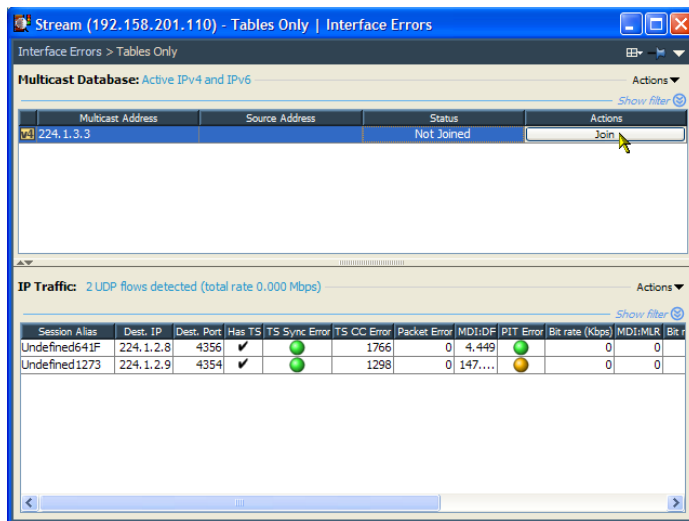 Stream (192.158.201.110) - Tables Only | Interface Errors
Interface Errors > Tables Only
Multicast Database: Active IPv4 and IPv6 Actions
Show filter
Multicast Address Source Address Status Actions
v4 224.1.3.3 Not Joined Join
IP Traffic: 2 UDP flows detected (total rate 0.000 Mbps) Actions
Show filter
Session Alias Dest. IP Dest. Port Has TS TS Sync Error TS CC Error Packet Error MDI:DF PIT Error Bit rate (Kbps) MDI:MLR Bit r
Undefined641F 224.1.2.8 4356 ✔ 1766 0 4.449 0 0
Undefined1273 224.1.2.9 4354 ✔ 1298 0 147.... 0 0